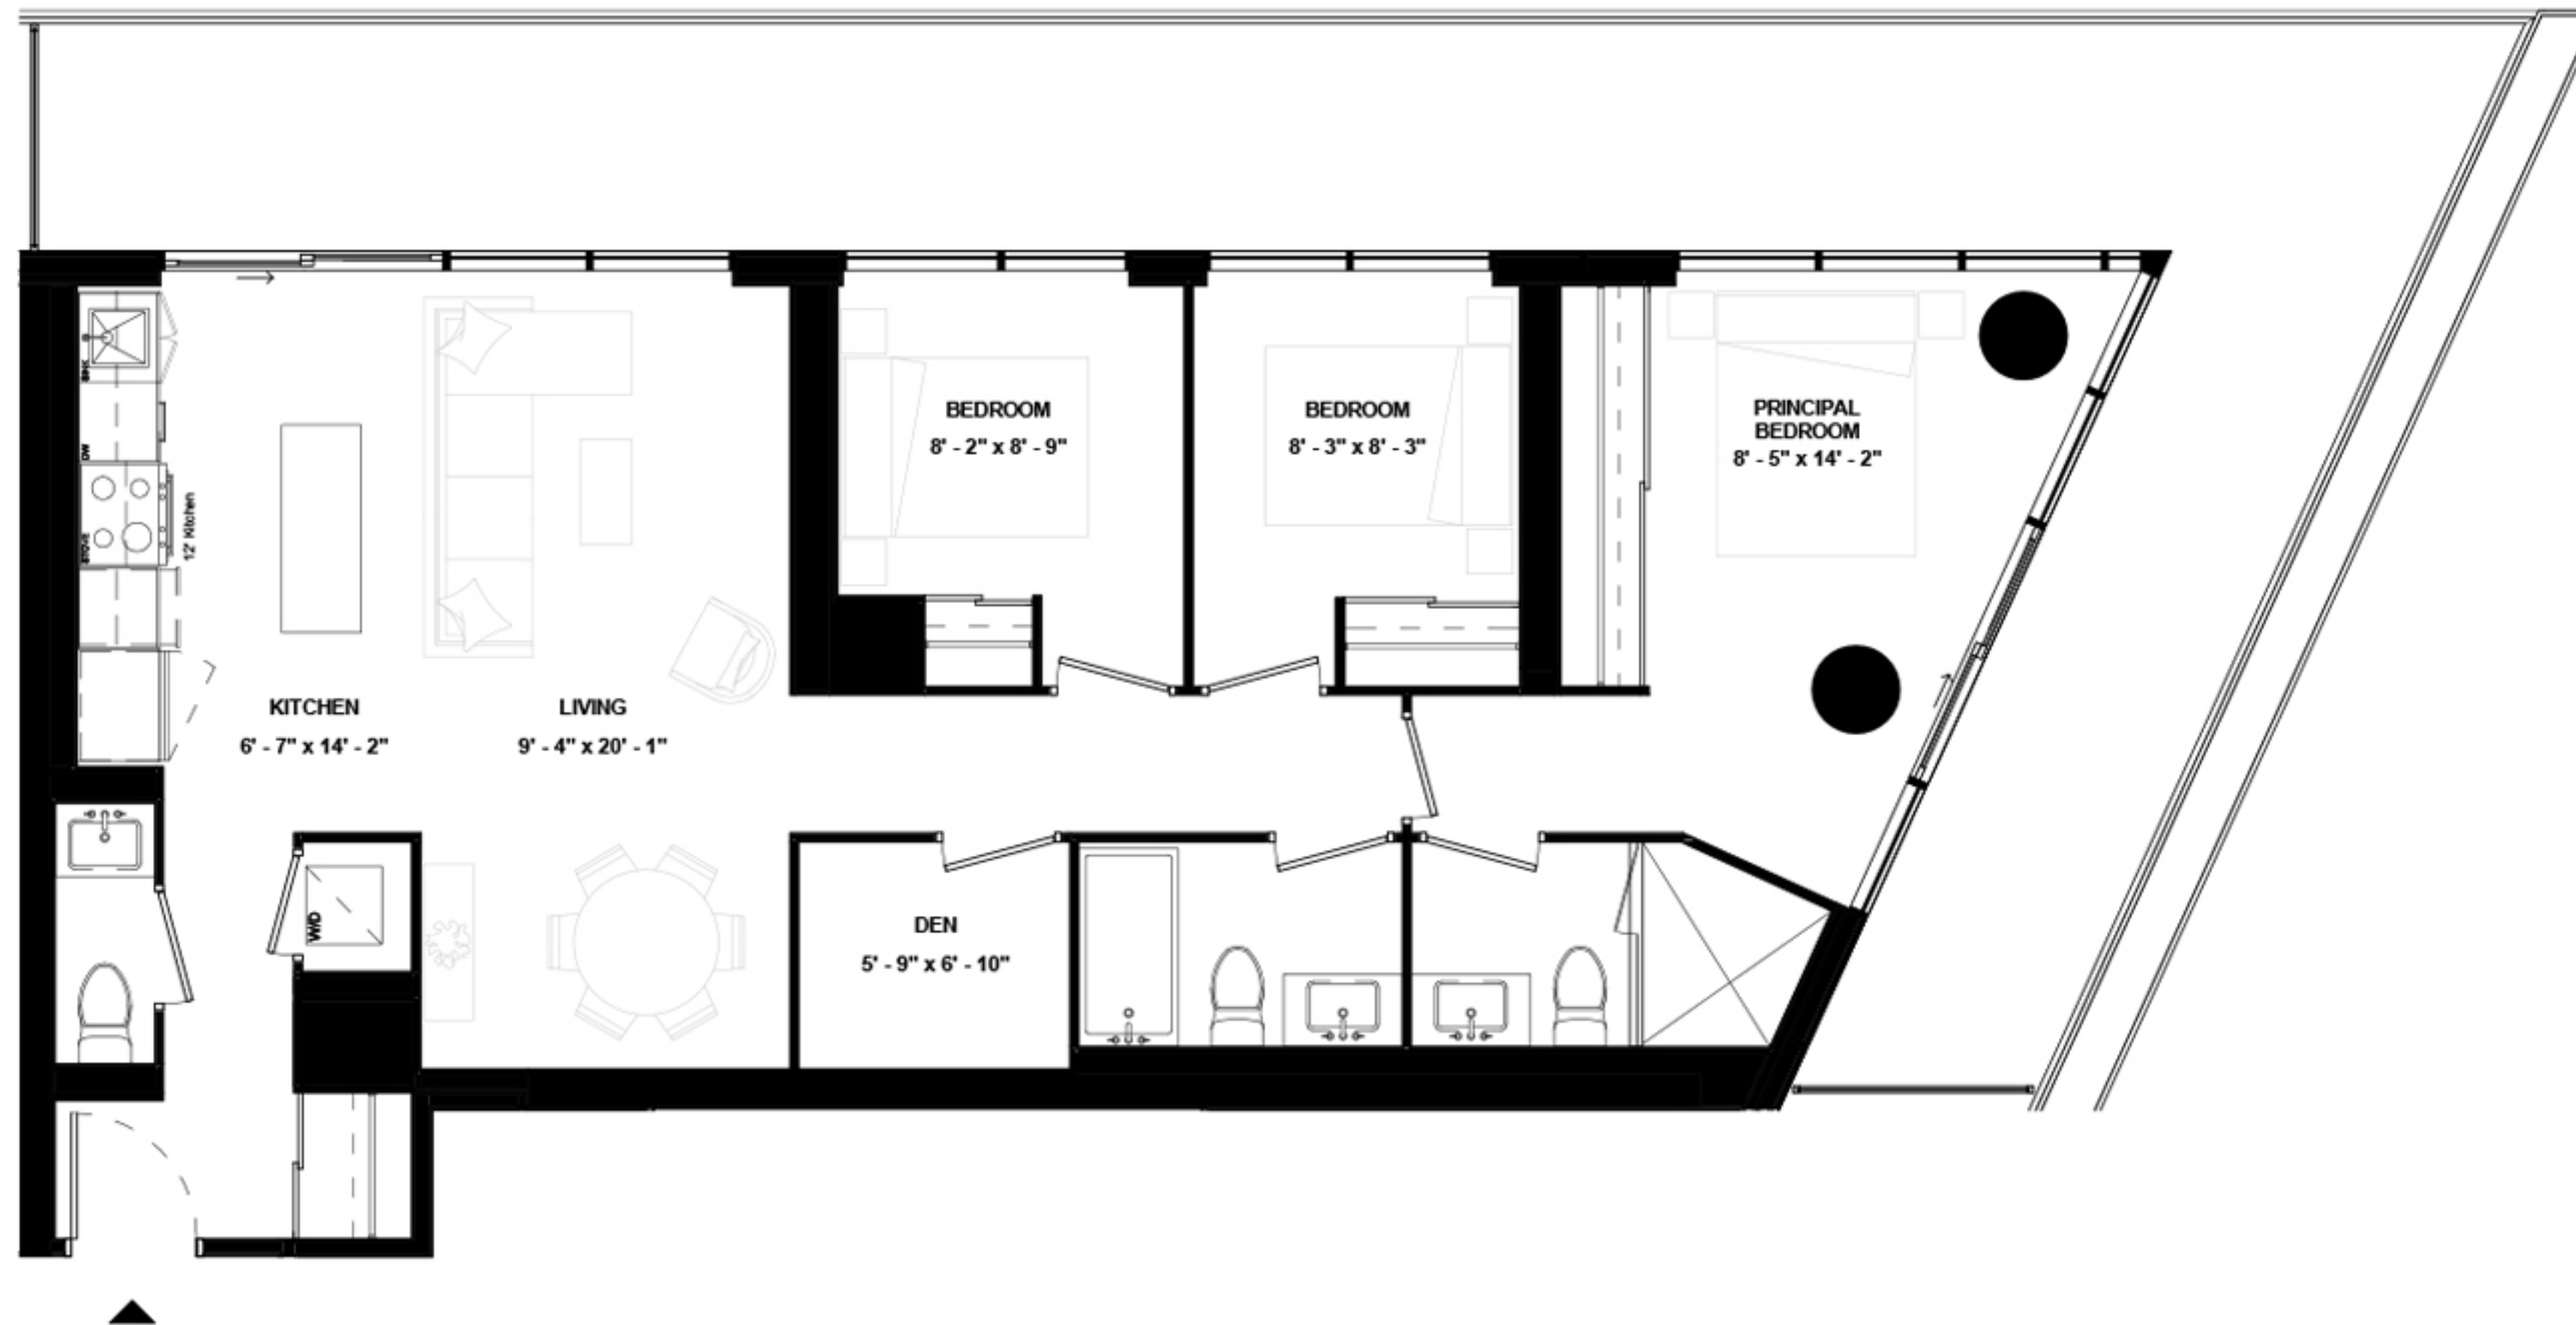 BEDROOM
8' - 2" x 8' - 9"
BEDROOM
8' - 3" x 8' - 3"
PRINCIPAL
BEDROOM
8' - 5" x 14' - 2"
SINK
DW
STOVE
12' Kitchen
KITCHEN
6' - 7" x 14' - 2"
LIVING
9' - 4" x 20' - 1"
W/D
DEN
5' - 9" x 6' - 10"